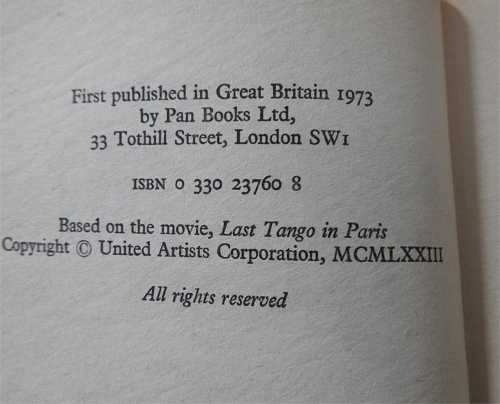 First published in Great Britain 1973
by Pan Books Ltd,
33 Tothill Street, London SW1
ISBN 0 330 23760 8
Based on the movie, Last Tango in Paris
Copyright © United Artists Corporation, MCMLXXIII
All rights reserved